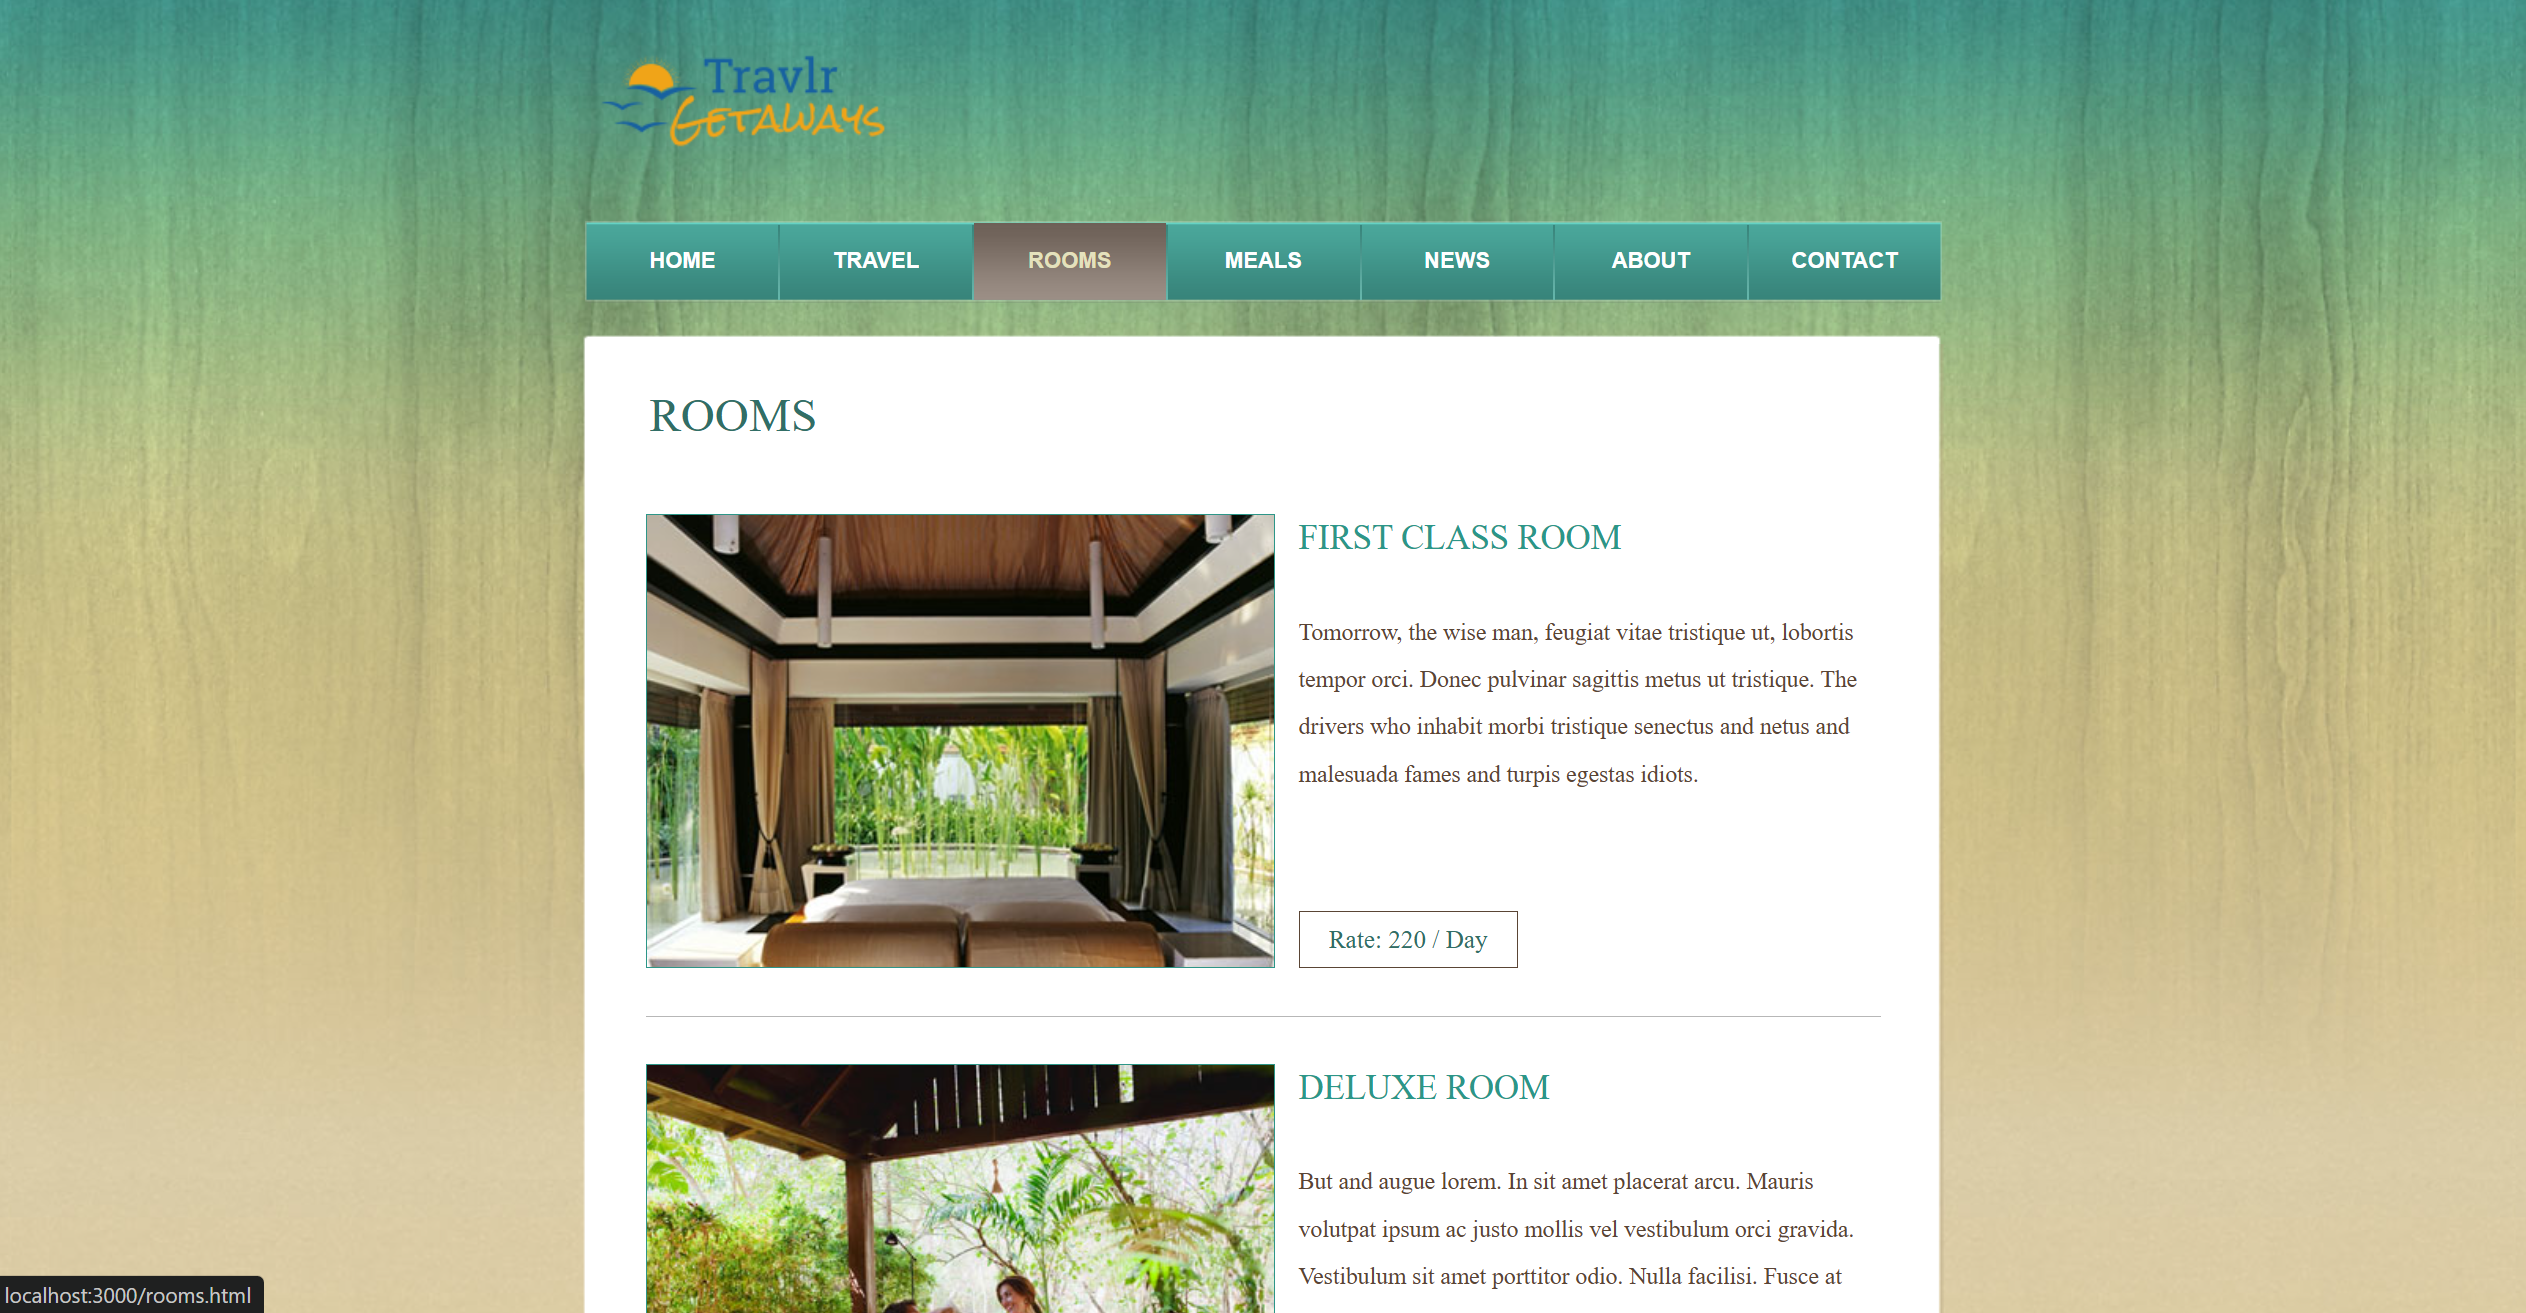 Travlr
GETAWAYS
HOME TRAVEL ROOMS MEALS NEWS ABOUT CONTACT
ROOMS
FIRST CLASS ROOM
Tomorrow, the wise man, feugiat vitae tristique ut, lobortis
tempor orci. Donec pulvinar sagittis metus ut tristique. The
drivers who inhabit morbi tristique senectus and netus and
malesuada fames and turpis egestas idiots.
Rate: 220 / Day
DELUXE ROOM
But and augue lorem. In sit amet placerat arcu. Mauris
volutpat ipsum ac justo mollis vel vestibulum orci gravida.
Vestibulum sit amet porttitor odio. Nulla facilisi. Fusce at
localhost:3000/rooms.html